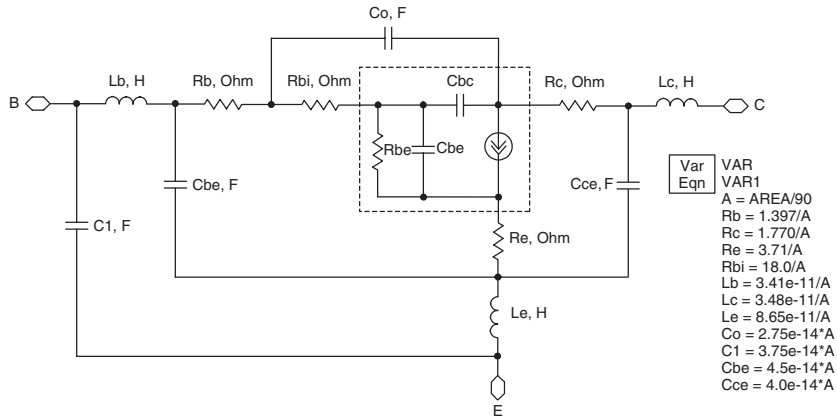 Co, F
Lb, H
Rb, Ohm
Rbi, Ohm
Cbc
Rc, Ohm
Lc, H
B
C
Rbe
Cbe
Cbe, F
Cce, F
C1, F
Re, Ohm
Le, H
E
Var
Eqn
VAR
VAR1
A = AREA/90
Rb = 1.397/A
Rc = 1.770/A
Re = 3.71/A
Rbi = 18.0/A
Lb = 3.41e-11/A
Lc = 3.48e-11/A
Le = 8.65e-11/A
Co = 2.75e-14*A
C1 = 3.75e-14*A
Cbe = 4.5e-14*A
Cce = 4.0e-14*A